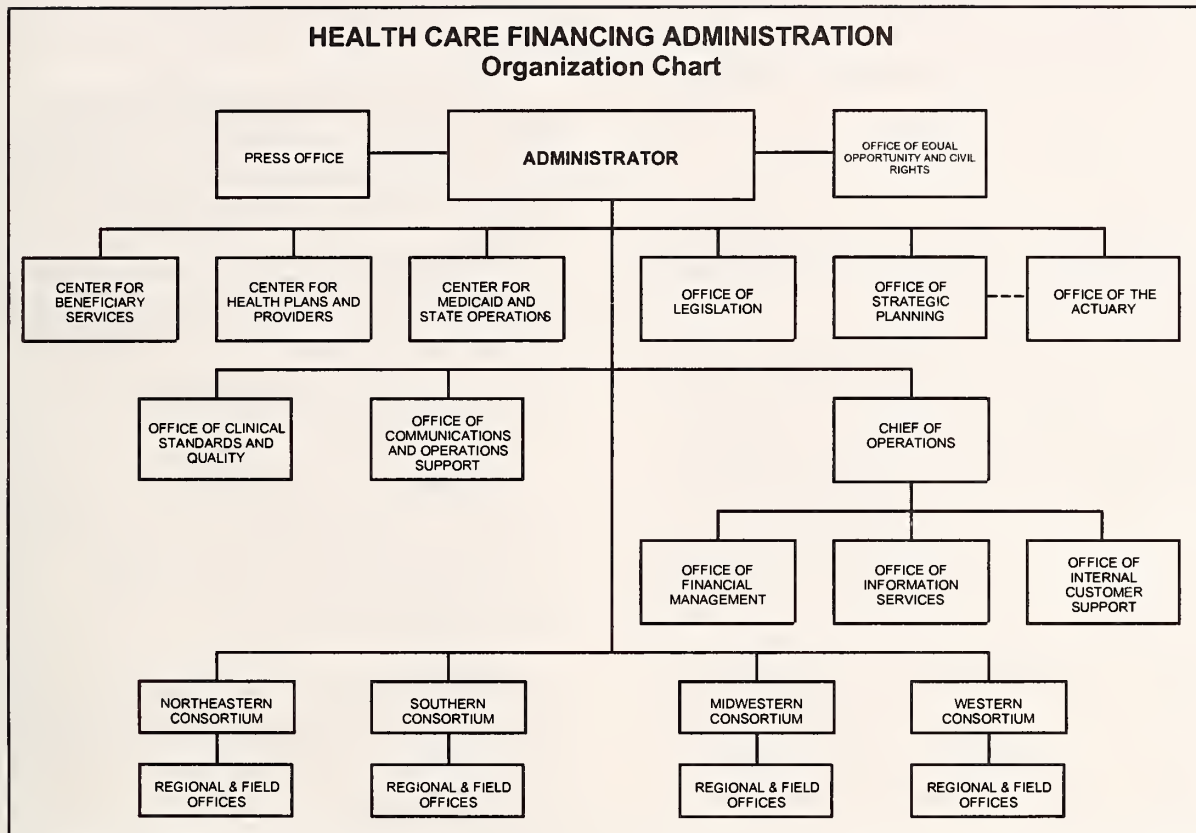 HEALTH CARE FINANCING ADMINISTRATION
Organization Chart
PRESS OFFICE
ADMINISTRATOR
OFFICE OF EQUAL
OPPORTUNITY AND CIVIL
RIGHTS
CENTER FOR
BENEFICIARY
SERVICES
CENTER FOR
HEALTH PLANS AND
PROVIDERS
CENTER FOR
MEDICAID AND
STATE OPERATIONS
OFFICE OF
LEGISLATION
OFFICE OF
STRATEGIC
PLANNING
OFFICE OF THE
ACTUARY
OFFICE OF CLINICAL
STANDARDS AND
QUALITY
OFFICE OF
COMMUNICATIONS
AND OPERATIONS
SUPPORT
CHIEF OF
OPERATIONS
OFFICE OF
FINANCIAL
MANAGEMENT
OFFICE OF
INFORMATION
SERVICES
OFFICE OF
INTERNAL
CUSTOMER
SUPPORT
NORTHEASTERN
CONSORTIUM
SOUTHERN
CONSORTIUM
MIDWESTERN
CONSORTIUM
WESTERN
CONSORTIUM
REGIONAL & FIELD
OFFICES
REGIONAL & FIELD
OFFICES
REGIONAL & FIELD
OFFICES
REGIONAL & FIELD
OFFICES